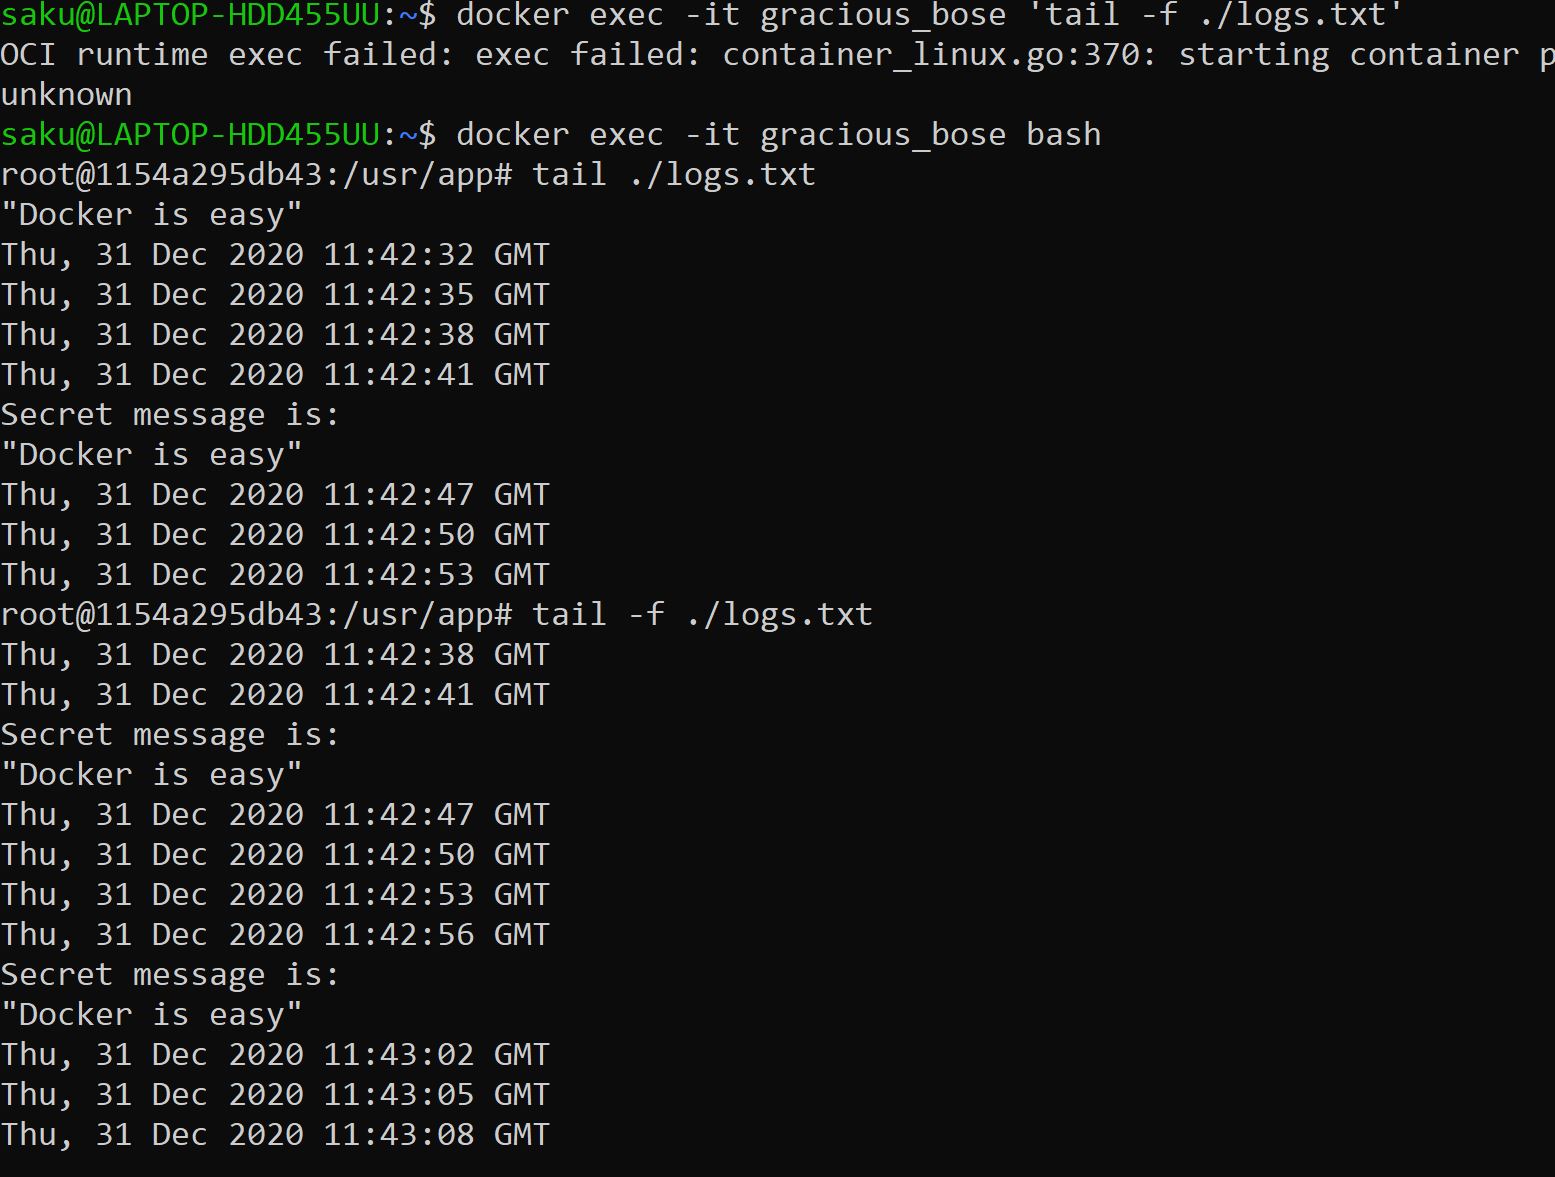 saku@LAPTOP-HDD455UU:~$ docker exec -it gracious_bose 'tail -f ./logs.txt'
OCI runtime exec failed: exec failed: container_linux.go:370: starting container p
unknown
saku@LAPTOP-HDD455UU:~$ docker exec -it gracious_bose bash
root@1154a295db43:/usr/app# tail ./logs.txt
"Docker is easy"
Thu, 31 Dec 2020 11:42:32 GMT
Thu, 31 Dec 2020 11:42:35 GMT
Thu, 31 Dec 2020 11:42:38 GMT
Thu, 31 Dec 2020 11:42:41 GMT
Secret message is:
"Docker is easy"
Thu, 31 Dec 2020 11:42:47 GMT
Thu, 31 Dec 2020 11:42:50 GMT
Thu, 31 Dec 2020 11:42:53 GMT
root@1154a295db43:/usr/app# tail -f ./logs.txt
Thu, 31 Dec 2020 11:42:38 GMT
Thu, 31 Dec 2020 11:42:41 GMT
Secret message is:
"Docker is easy"
Thu, 31 Dec 2020 11:42:47 GMT
Thu, 31 Dec 2020 11:42:50 GMT
Thu, 31 Dec 2020 11:42:53 GMT
Thu, 31 Dec 2020 11:42:56 GMT
Secret message is:
"Docker is easy"
Thu, 31 Dec 2020 11:43:02 GMT
Thu, 31 Dec 2020 11:43:05 GMT
Thu, 31 Dec 2020 11:43:08 GMT